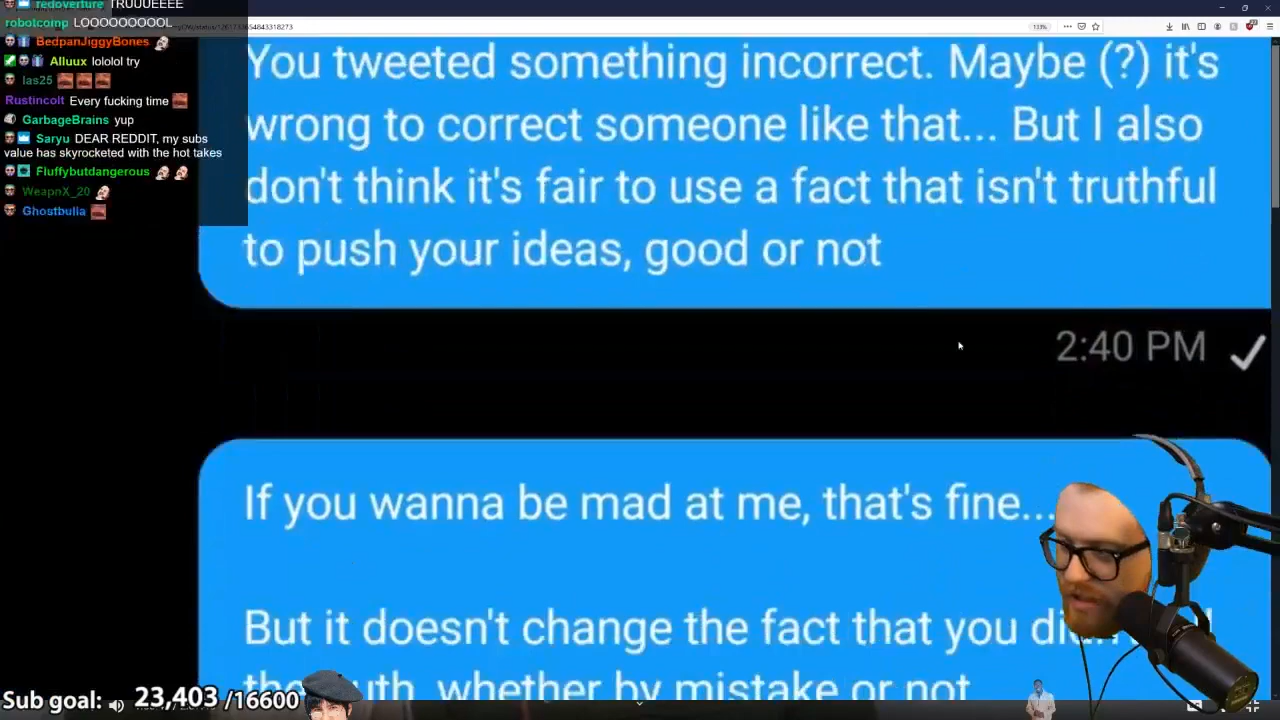 redoverture TRUUUEEEE
robotcomp LOOOOOOOOL
BedpanJiggyBones
Alluux lololol try
las25
Rustincolt Every fucking time
GarbageBrains yup
Saryu DEAR REDDIT, my subs
value has skyrocketed with the hot takes
Fluffybutdangerous
WeapnX_20
Ghostbulla
133%
You tweeted something incorrect. Maybe (?) it's
wrong to correct someone like that... But I also
don't think it's fair to use a fact that isn't truthful
to push your ideas, good or not
2:40 PM
If you wanna be mad at me, that's fine...
But it doesn't change the fact that you
whether by mistake or not
Sub goal: 23,403 /16600